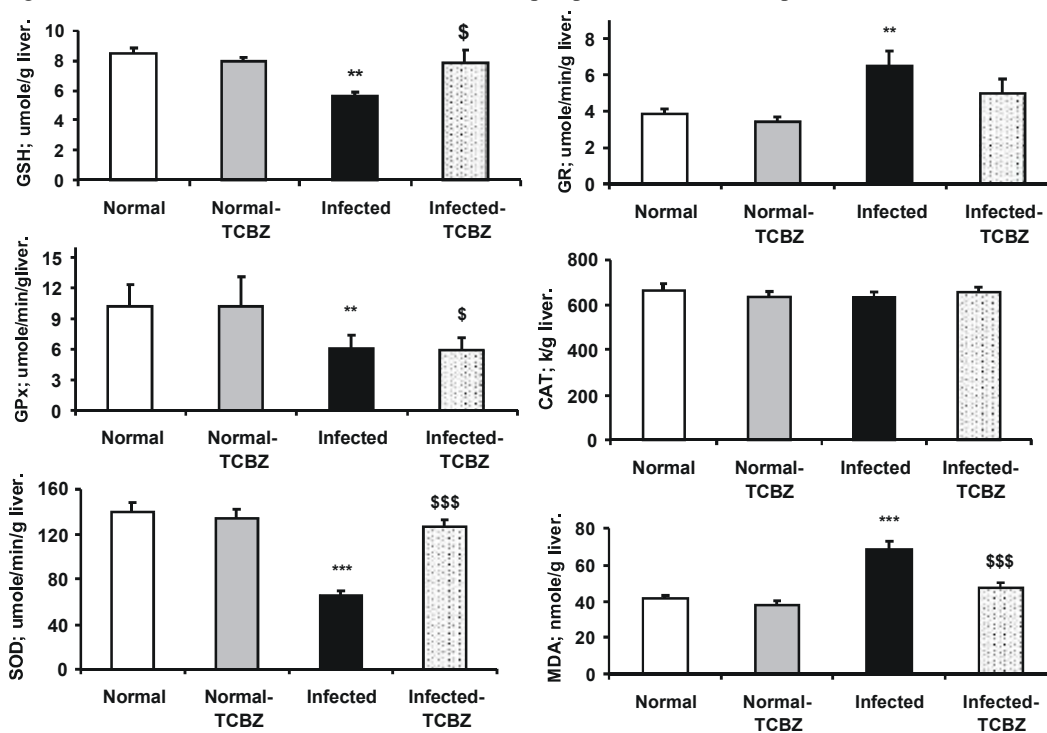 GSH; umole/g liver.
10
8
6
4
2
0
**
$
Normal
Normal-
TCBZ
Infected
Infected-
TCBZ
GR; umole/min/g liver.
8
6
4
2
0
**
Normal
Normal-
TCBZ
Infected
Infected-
TCBZ
GPx; umole/min/gliver.
15
12
9
6
3
0
**
$
Normal
Normal-
TCBZ
Infected
Infected-
TCBZ
CAT; k/g liver.
800
600
400
200
0
Normal
Normal-
TCBZ
Infected
Infected-
TCBZ
SOD; umole/min/g liver.
160
120
80
40
0
***
$$$
Normal
Normal-
TCBZ
Infected
Infected-
TCBZ
MDA; nmole/g liver.
80
60
40
20
0
***
$$$
Normal
Normal-
TCBZ
Infected
Infected-
TCBZ